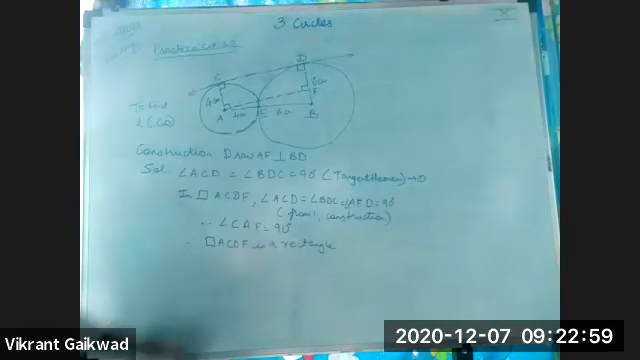 3 Circles
X
Practice set 3.2
C
D
4cm
6cm
F
A
4cm
E
6cm
B
To find
l(CD)
Construction Draw AF ⊥ BD
Sol: ∠ACD = ∠BDC = 90° (Tangent theorem) → ①
In □ ACDF, ∠ACD = ∠BDC = ∠AFD = 90°
(from 1, construction)
∴ ∠CAF = 90°
∴ □ ACDF is a rectangle
Vikrant Gaikwad
2020-12-07 09:22:59